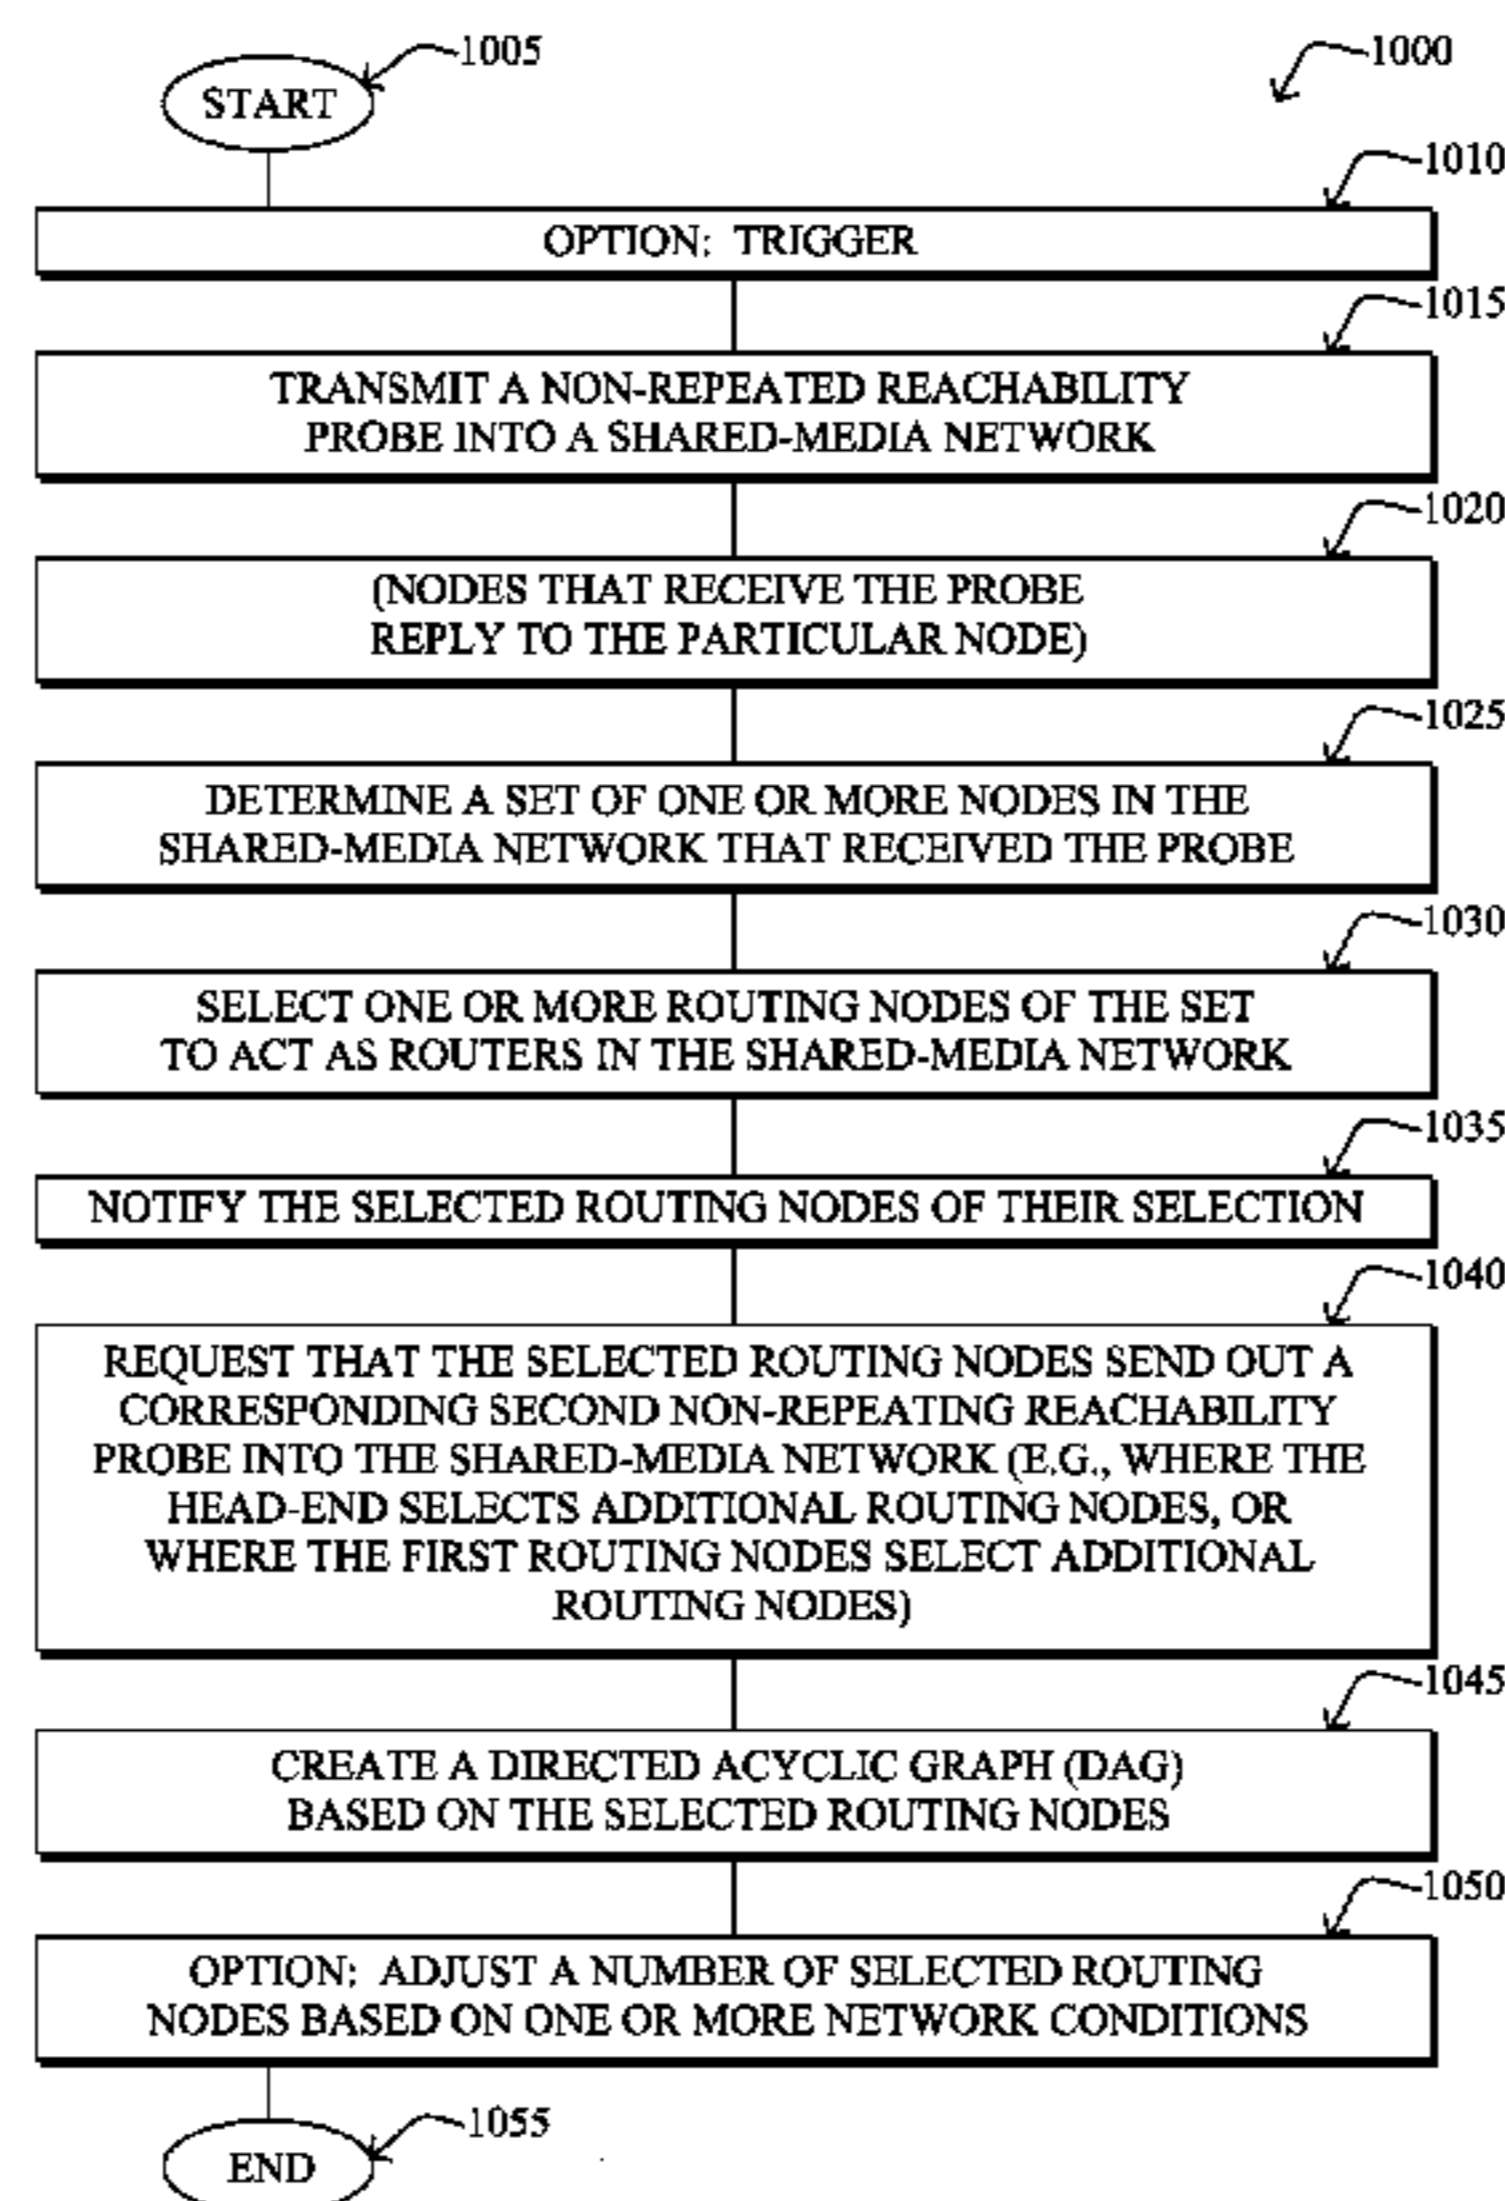 1005
1000
START
1010
OPTION: TRIGGER
1015
TRANSMIT A NON-REPEATED REACHABILITY
PROBE INTO A SHARED-MEDIA NETWORK
1020
(NODES THAT RECEIVE THE PROBE
REPLY TO THE PARTICULAR NODE)
1025
DETERMINE A SET OF ONE OR MORE NODES IN THE
SHARED-MEDIA NETWORK THAT RECEIVED THE PROBE
1030
SELECT ONE OR MORE ROUTING NODES OF THE SET
TO ACT AS ROUTERS IN THE SHARED-MEDIA NETWORK
1035
NOTIFY THE SELECTED ROUTING NODES OF THEIR SELECTION
1040
REQUEST THAT THE SELECTED ROUTING NODES SEND OUT A
CORRESPONDING SECOND NON-REPEATING REACHABILITY
PROBE INTO THE SHARED-MEDIA NETWORK (E.G., WHERE THE
HEAD-END SELECTS ADDITIONAL ROUTING NODES, OR
WHERE THE FIRST ROUTING NODES SELECT ADDITIONAL
ROUTING NODES)
1045
CREATE A DIRECTED ACYCLIC GRAPH (DAG)
BASED ON THE SELECTED ROUTING NODES
1050
OPTION: ADJUST A NUMBER OF SELECTED ROUTING
NODES BASED ON ONE OR MORE NETWORK CONDITIONS
1055
END